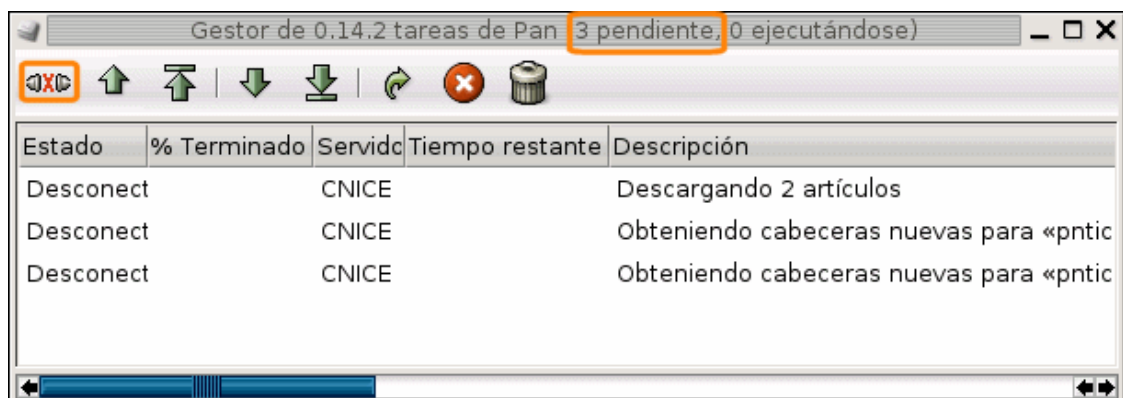 Gestor de 0.14.2 tareas de Pan (3 pendiente, 0 ejecutándose)
Estado % Terminado Servidc Tiempo restante Descripción
Desconect CNICE Descargando 2 artículos
Desconect CNICE Obteniendo cabeceras nuevas para «pntic
Desconect CNICE Obteniendo cabeceras nuevas para «pntic